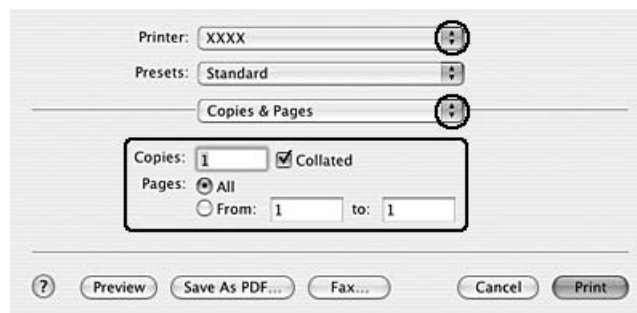 Printer: XXXX
Presets: Standard
Copies & Pages
Copies: 1 Collated
Pages: All
From: 1 to: 1
? Preview Save As PDF... Fax... Cancel Print